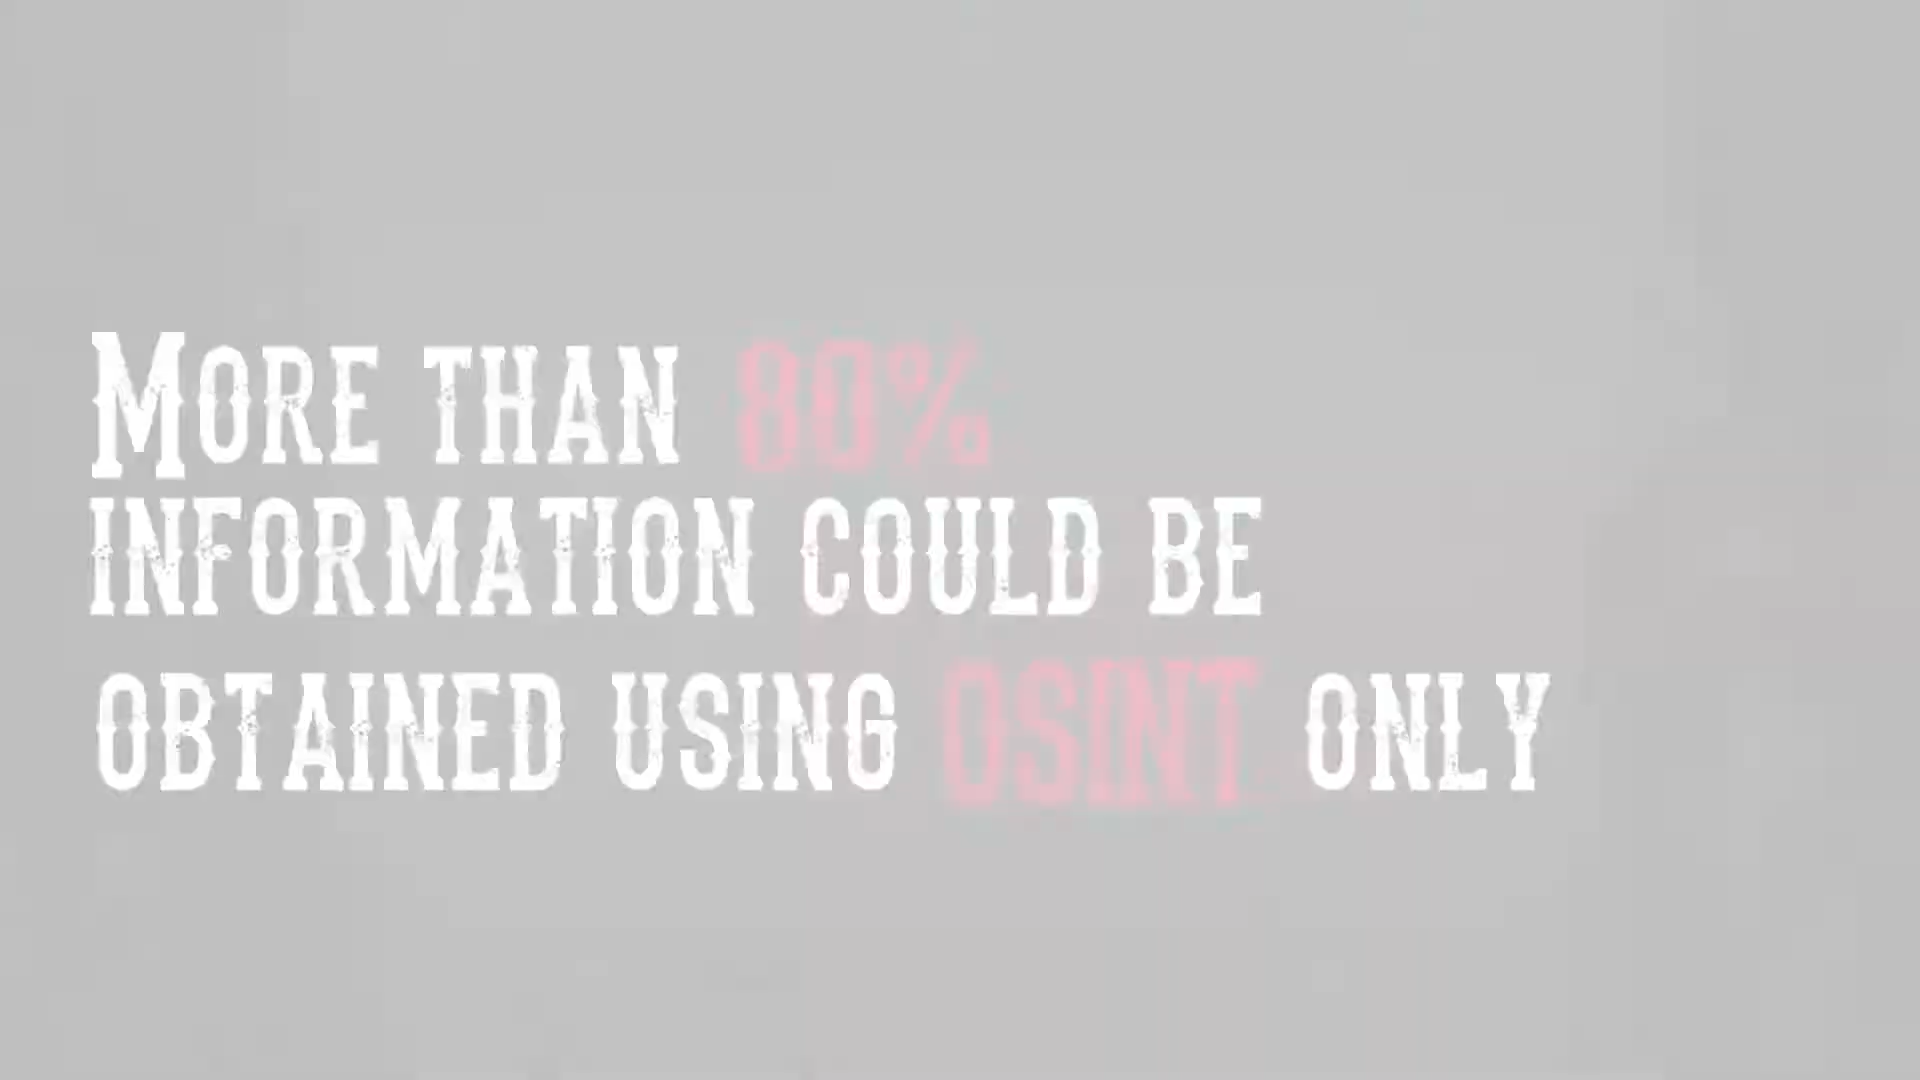 More than 80%
information could be
obtained using OSINT only